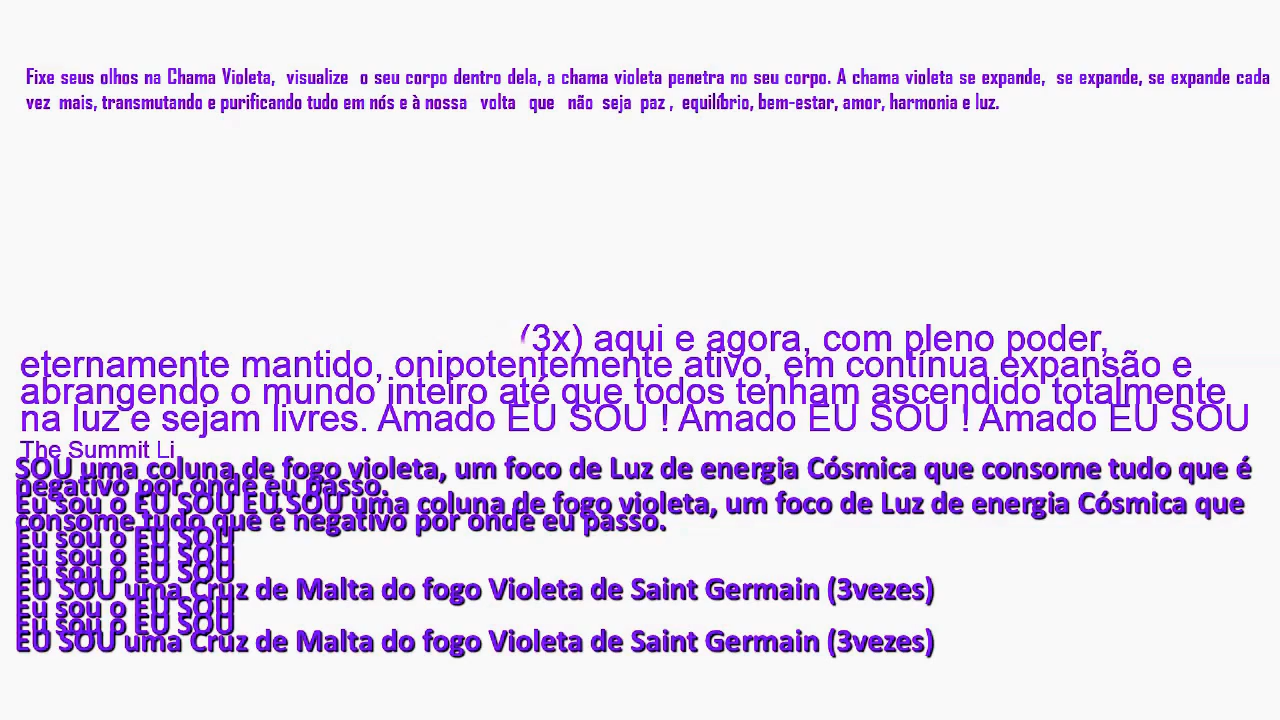 Fixe seus olhos na Chama Violeta, visualize o seu corpo dentro dela, a chama violeta penetra no seu corpo. A chama violeta se expande, se expande, se expande cada
vez mais, transmutando e purificando tudo em nós e à nossa volta que não seja paz , equilíbrio, bem-estar, amor, harmonia e luz.
(3x) aqui e agora, com pleno poder,
eternamente mantido, onipotentemente ativo, em contínua expansão e
abrangendo o mundo inteiro até que todos tenham ascendido totalmente
na luz e sejam livres. Amado EU SOU ! Amado EU SOU ! Amado EU SOU
The Summit Li
SOU uma coluna de fogo violeta, um foco de Luz de energia Cósmica que consome tudo que é
negativo por onde eu passo.
Eu sou o EU SOU EU SOU uma coluna de fogo violeta, um foco de Luz de energia Cósmica que
consome tudo que é negativo por onde eu passo.
Eu sou o EU SOU
Eu sou o EU SOU
Eu sou o EU SOU
EU SOU uma Cruz de Malta do fogo Violeta de Saint Germain (3vezes)
Eu sou o EU SOU
Eu sou o EU SOU
EU SOU uma Cruz de Malta do fogo Violeta de Saint Germain (3vezes)